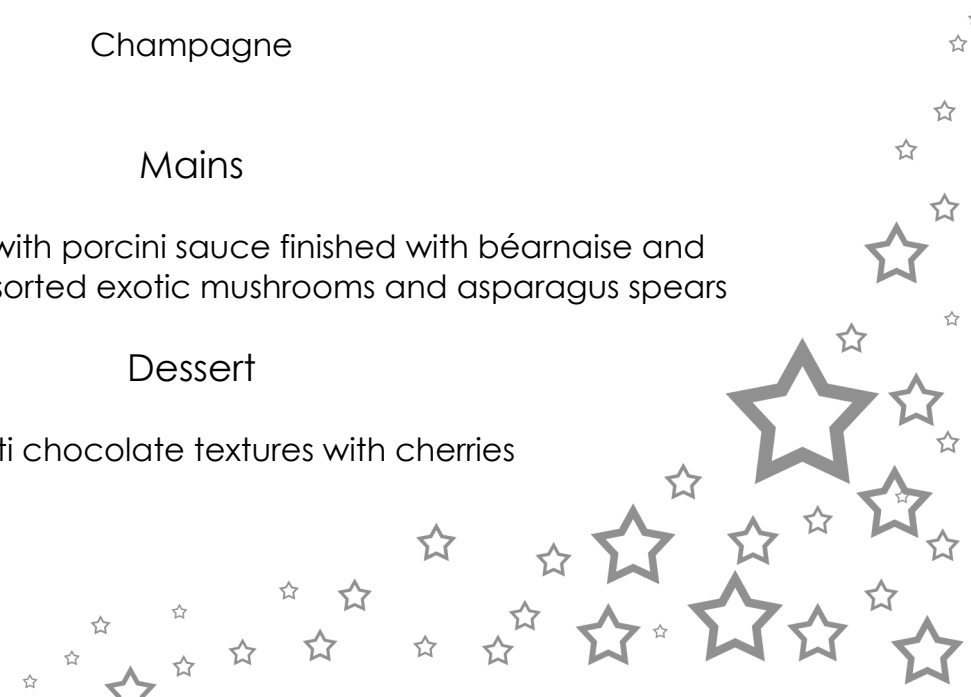 Champagne
Mains
with porcini sauce finished with béarnaise and
sorted exotic mushrooms and asparagus spears
Dessert
ti chocolate textures with cherries